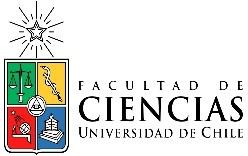 FACULTAD DE
CIENCIAS
UNIVERSIDAD DE CHILE